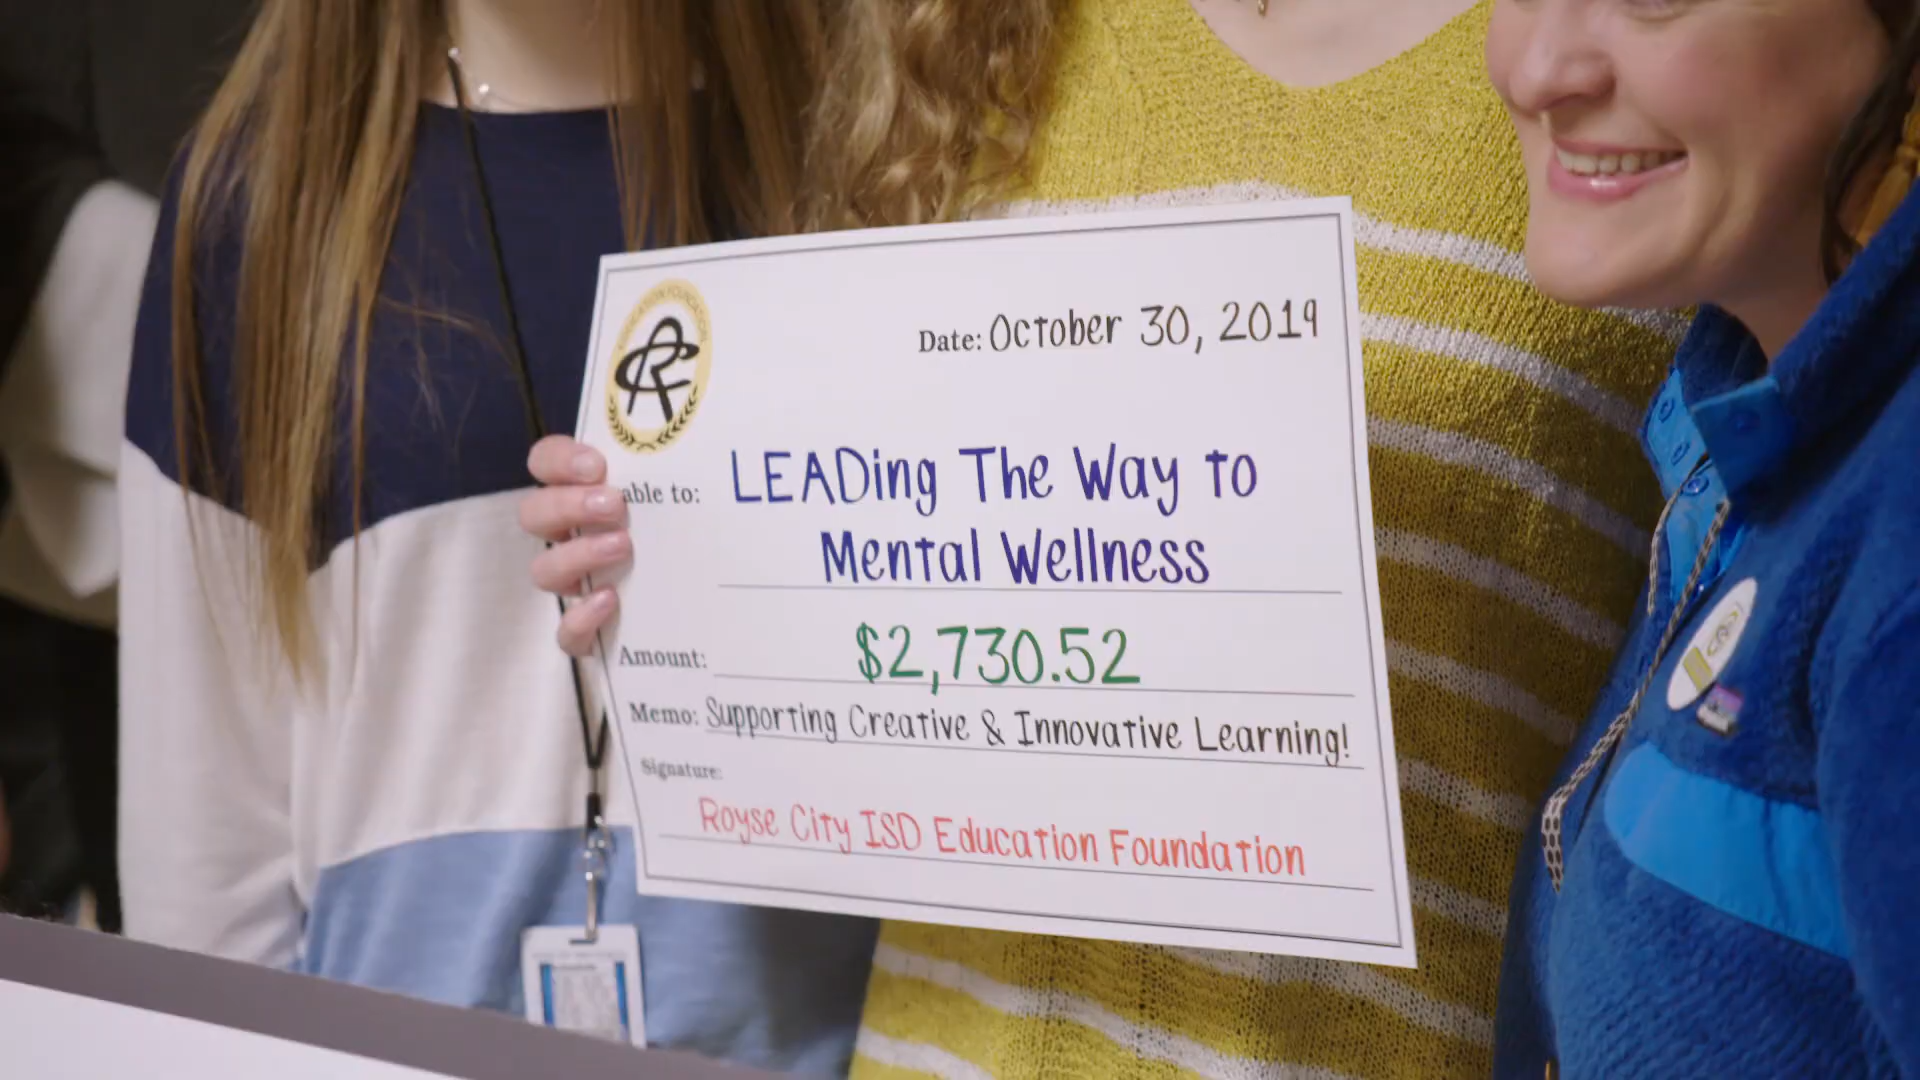 Date: October 30, 2019
able to: LEADing The Way to
Mental Wellness
Amount: $2,730.52
Memo: Supporting Creative & Innovative Learning!
Signature:
Royse City ISD Education Foundation